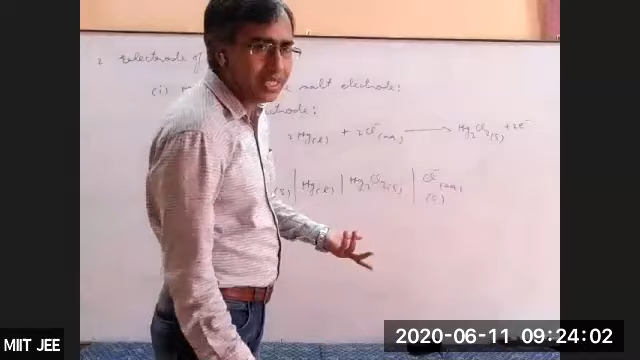 2 electrode of
(i) salt electrode:
2Hg(l) + 2Cl⁻(aq) ⟶ Hg₂Cl₂(s) + 2e⁻
(s) | Hg(l) | Hg₂Cl₂(s) | Cl⁻(aq)
(c)
MIIT JEE
2020-06-11 09:24:02